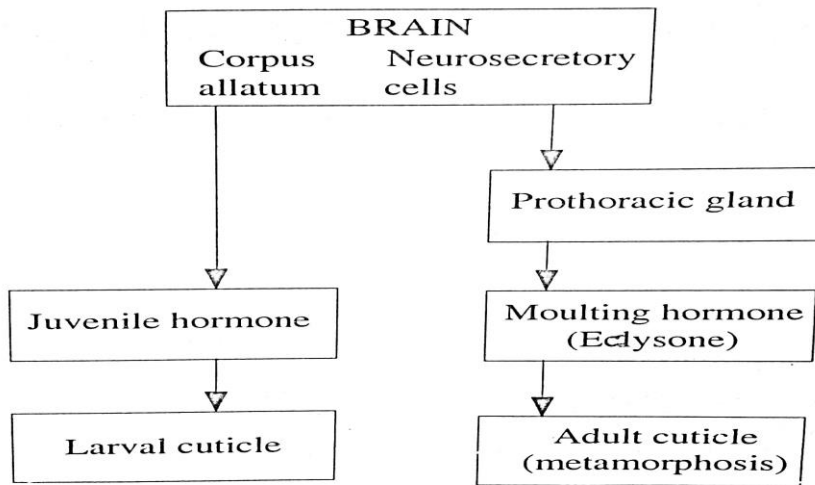 BRAIN
Corpus Neurosecretory
allatum cells
Prothoracic gland
Juvenile hormone
Moulting hormone
(Ecdysone)
Larval cuticle
Adult cuticle
(metamorphosis)